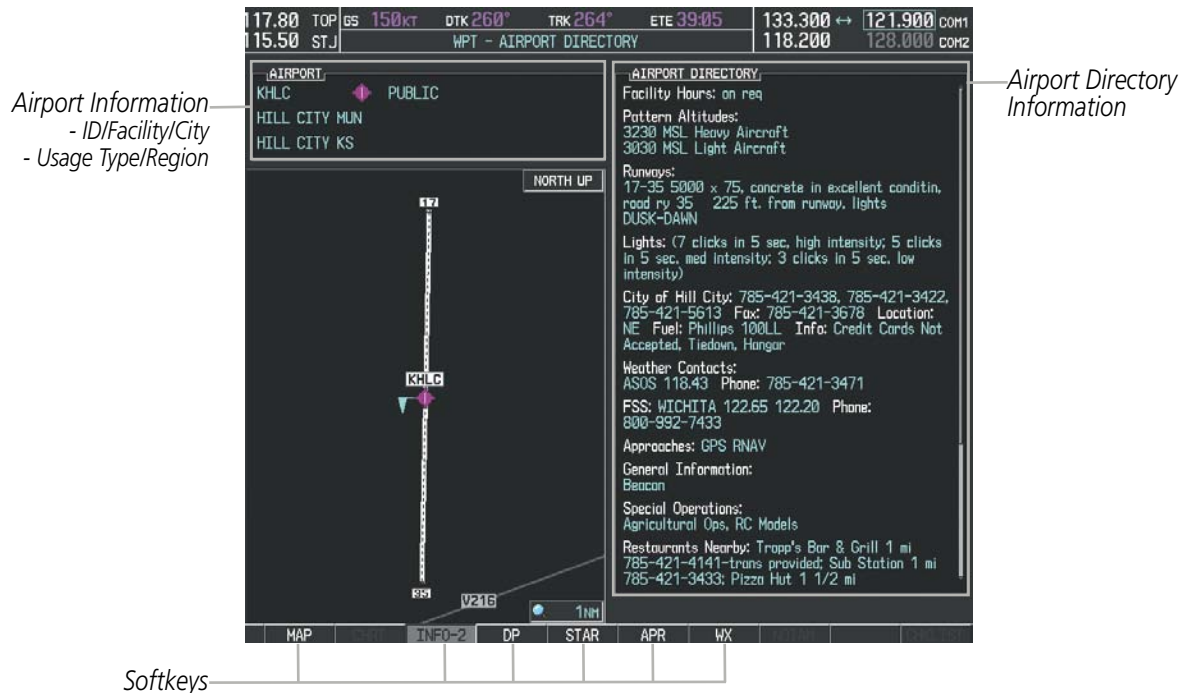 117.80 TOP GS 150KT DTK 260° TRK 264° ETE 39:05 133.300 ↔ 121.900 COM1
115.50 STJ WPT - AIRPORT DIRECTORY 118.200 128.000 COM2
Airport Information
- ID/Facility/City
- Usage Type/Region
AIRPORT
KHLC PUBLIC
HILL CITY MUN
HILL CITY KS
NORTH UP
17
KHLC
35
V216
1NM
AIRPORT DIRECTORY
Facility Hours: on req
Pattern Altitudes:
3230 MSL Heavy Aircraft
3030 MSL Light Aircraft
Runways:
17-35 5000 x 75, concrete in excellent conditin,
road ry 35 225 ft. from runway, lights
DUSK-DAWN
Lights: (7 clicks in 5 sec, high intensity; 5 clicks
in 5 sec, med intensity; 3 clicks in 5 sec, low
intensity)
City of Hill City: 785-421-3438, 785-421-3422,
785-421-5613 Fax: 785-421-3678 Location:
NE Fuel: Phillips 100LL Info: Credit Cards Not
Accepted, Tiedown, Hangar
Weather Contacts:
ASOS 118.43 Phone: 785-421-3471
FSS: WICHITA 122.65 122.20 Phone:
800-992-7433
Approaches: GPS RNAV
General Information:
Beacon
Special Operations:
Agricultural Ops, RC Models
Restaurants Nearby: Trapp's Bar & Grill 1 mi
785-421-4141-trans provided; Sub Station 1 mi
785-421-3433; Pizza Hut 1 1/2 mi
Airport Directory
Information
MAP INFO-2 DP STAR APR WX
Softkeys